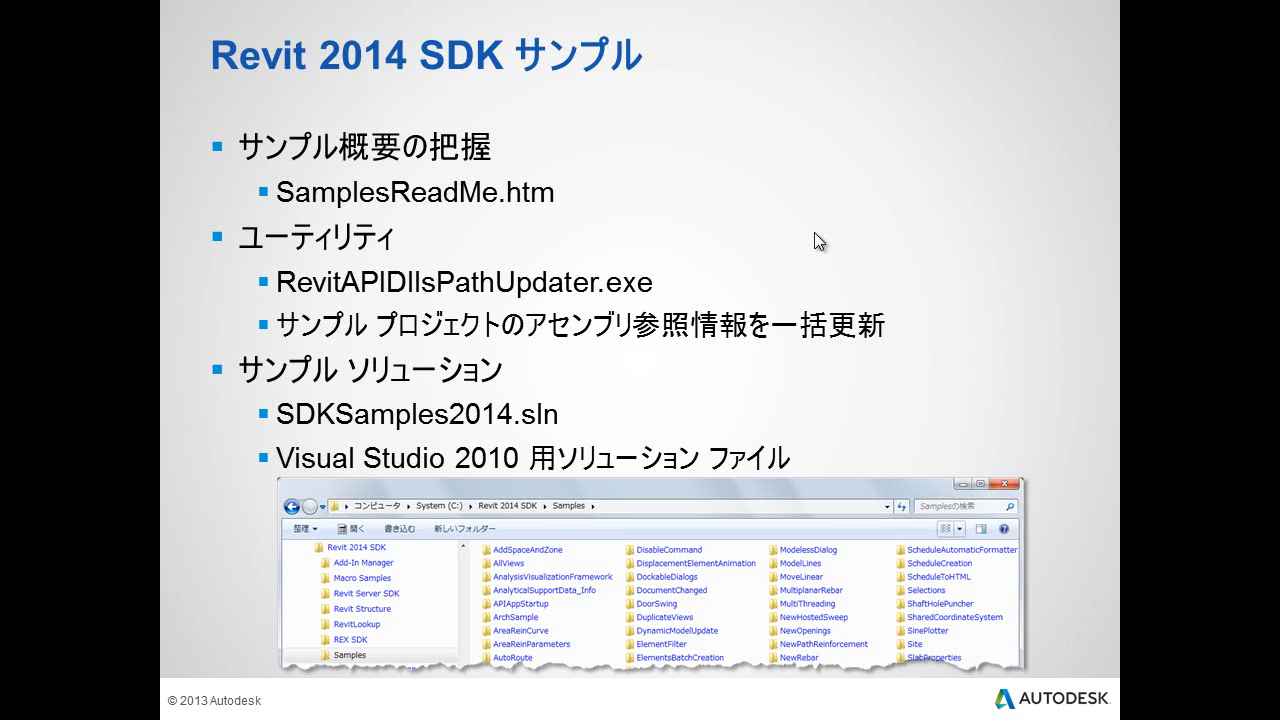 Revit 2014 SDK サンプル
サンプル概要の把握
SamplesReadMe.htm
ユーティリティ
RevitAPIDllsPathUpdater.exe
サンプル プロジェクトのアセンブリ参照情報を一括更新
サンプル ソリューション
SDKSamples2014.sln
Visual Studio 2010 用ソリューション ファイル
コンピュータ System (C:) Revit 2014 SDK Samples
Samplesの検索
整理 開く 書き込む 新しいフォルダー
Revit 2014 SDK
Add-In Manager
Macro Samples
Revit Server SDK
Revit Structure
RevitLookup
REX SDK
Samples
AddSpaceAndZone
AllViews
AnalysisVisualizationFramework
AnalyticalSupportData_Info
APIAppStartup
ArchSample
AreaReinCurve
AreaReinParameters
AutoRoute
DisableCommand
DisplacementElementAnimation
DockableDialogs
DocumentChanged
DoorSwing
DuplicateViews
DynamicModelUpdate
ElementFilter
ElementsBatchCreation
ModelessDialog
ModelLines
MoveLinear
MultiplanarRebar
MultiThreading
NewHostedSweep
NewOpenings
NewPathReinforcement
NewRebar
ScheduleAutomaticFormatter
ScheduleCreation
ScheduleToHTML
Selections
ShaftHolePuncher
SharedCoordinateSystem
SinePlotter
Site
SlabProperties
© 2013 Autodesk
AUTODESK